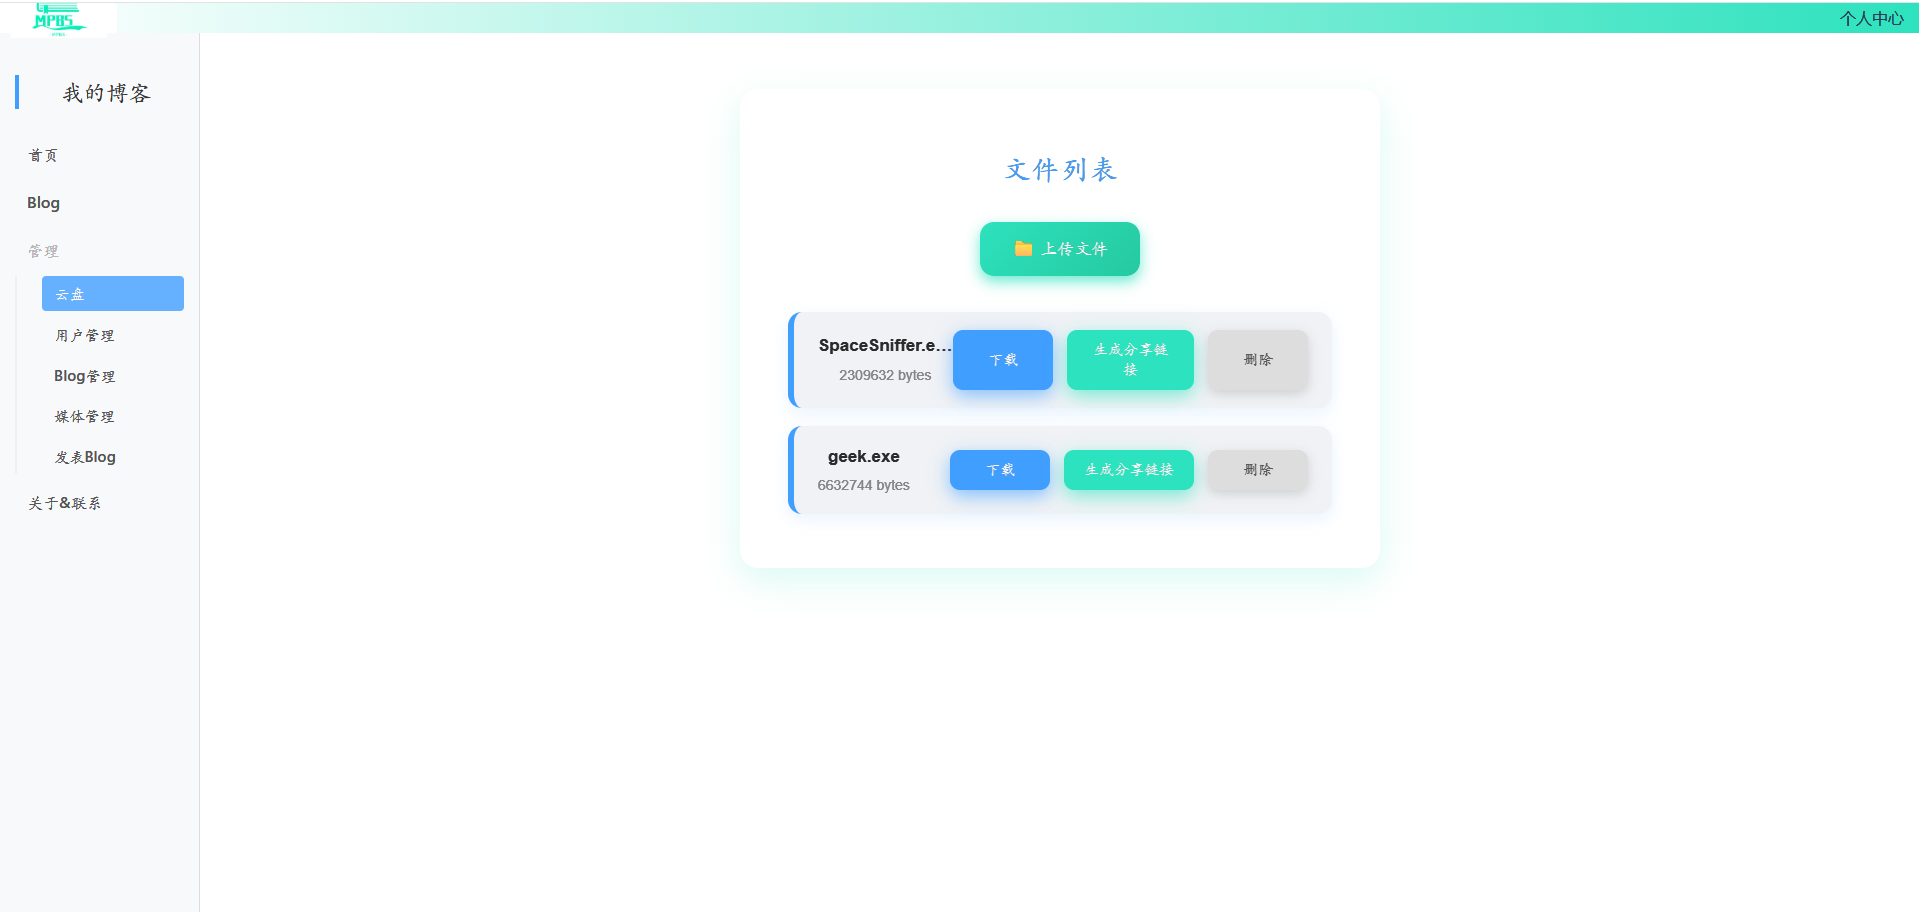 MPBS
个人中心
我的博客
首页
Blog
管理
云盘
用户管理
Blog管理
媒体管理
发表Blog
关于&联系
文件列表
上传文件
SpaceSniffer.e...
2309632 bytes
下载
生成分享链
接
删除
geek.exe
6632744 bytes
下载
生成分享链接
删除